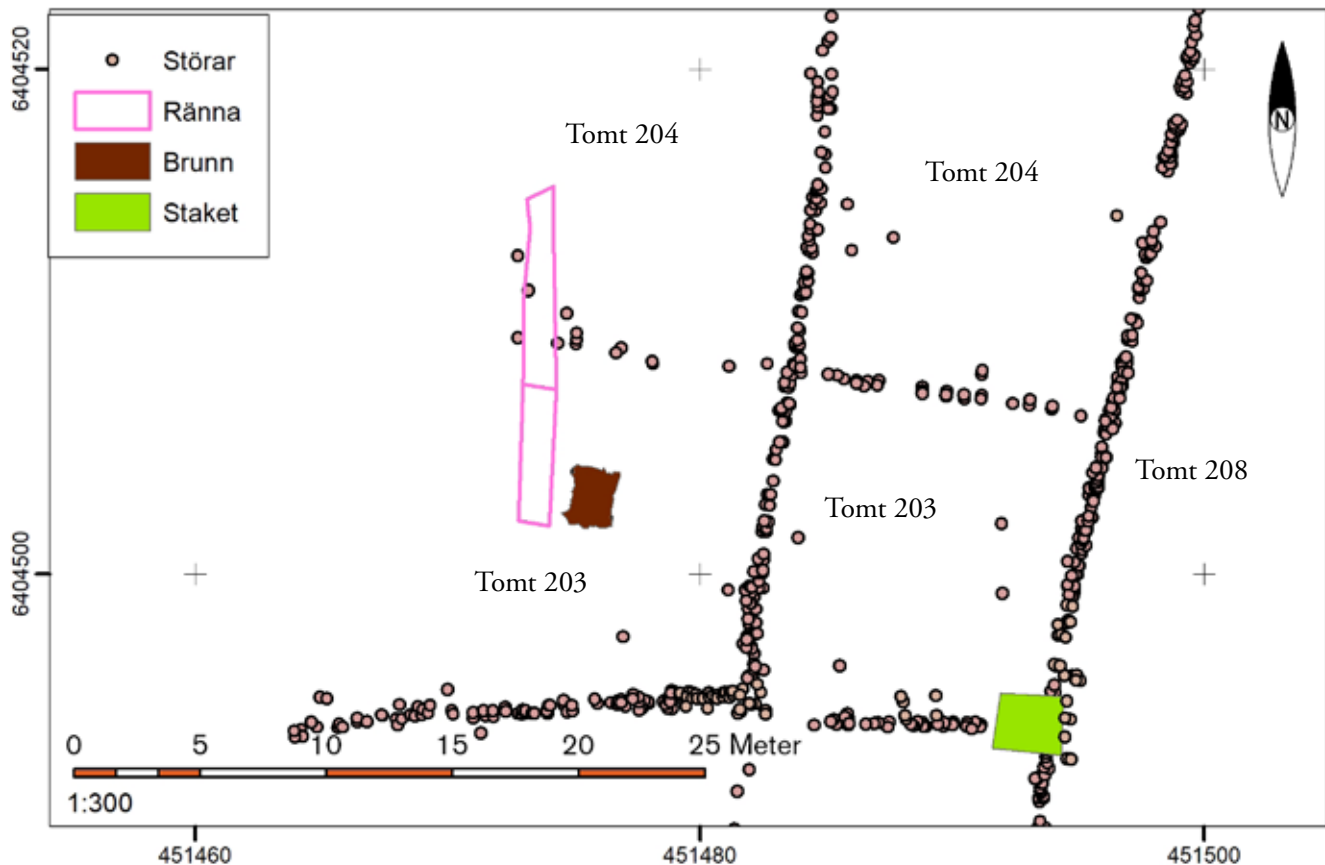 6404520
Störar
Ränna
Brunn
Staket
N
Tomt 204
Tomt 204
Tomt 208
Tomt 203
6404500
Tomt 203
0 5 10 15 20 25 Meter
1:300
451460 451480 451500